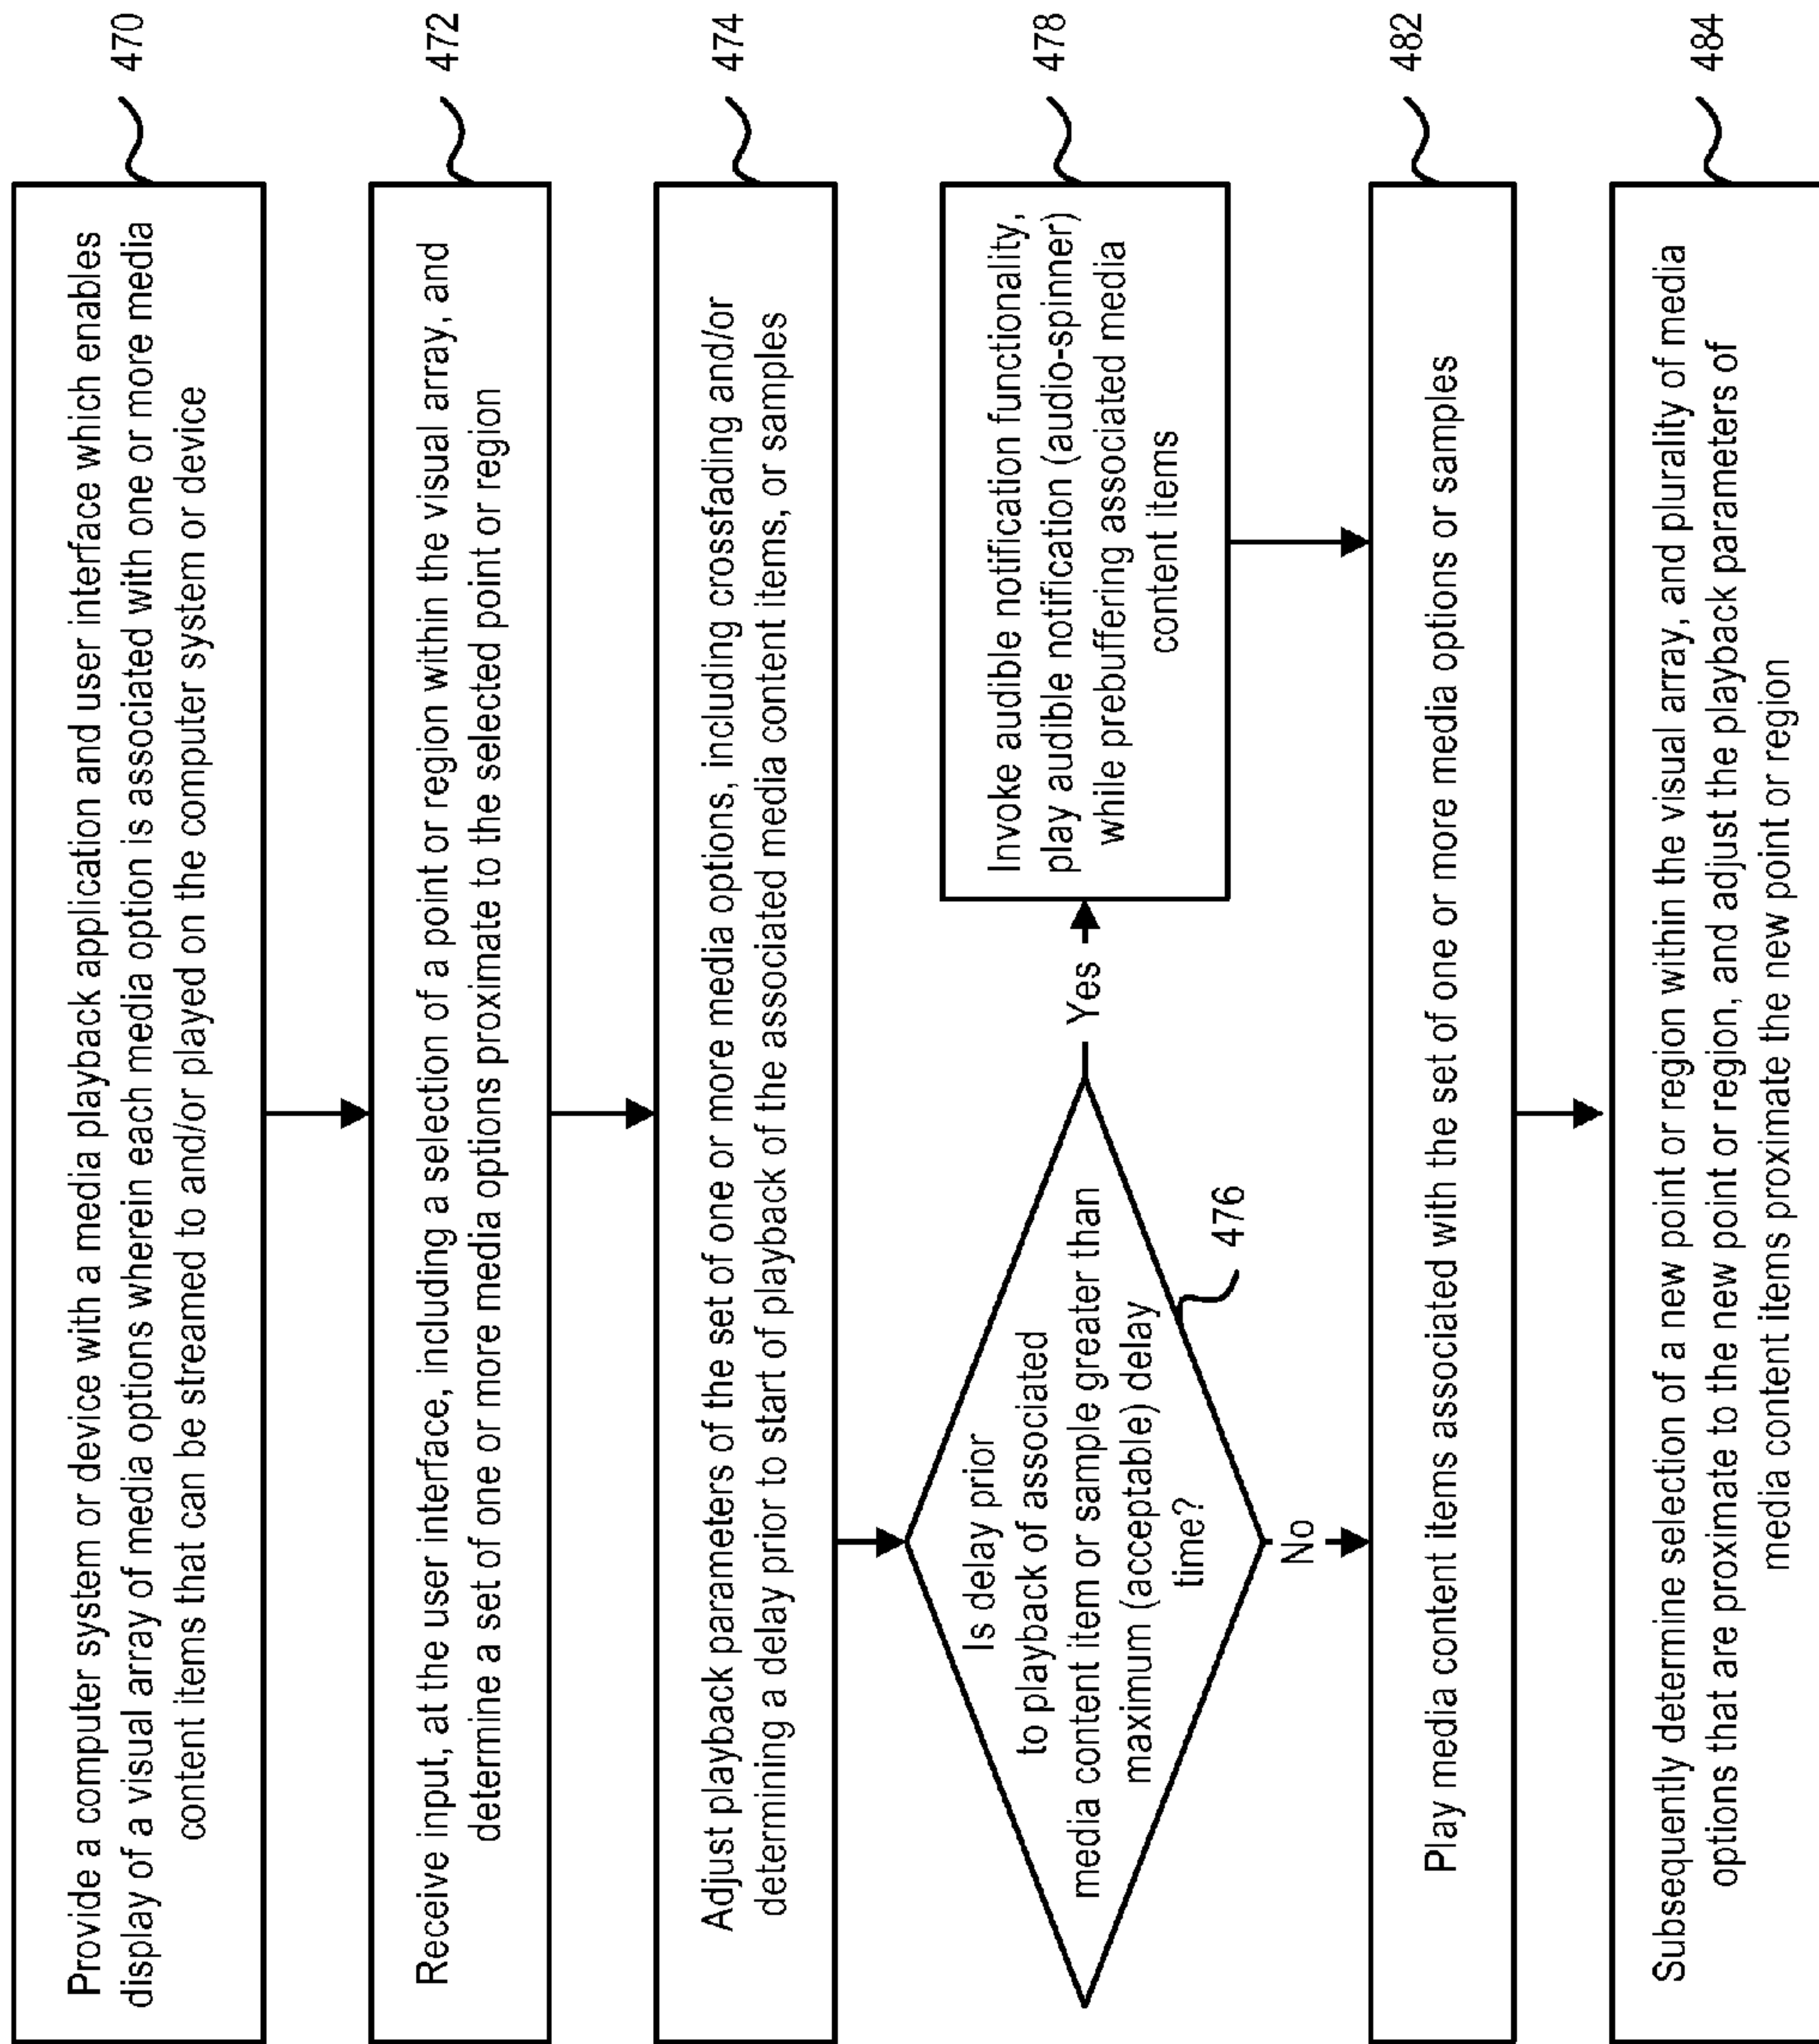 Provide a computer system or device with a media playback application and user interface which enables
display of a visual array of media options wherein each media option is associated with one or more media
content items that can be streamed to and/or played on the computer system or device
470
Receive input, at the user interface, including a selection of a point or region within the visual array, and
determine a set of one or more media options proximate to the selected point or region
472
Adjust playback parameters of the set of one or more media options, including crossfading and/or
determining a delay prior to start of playback of the associated media content items, or samples
474
Is delay prior
to playback of associated
media content item or sample greater than
maximum (acceptable) delay
time?
476
Yes
No
Invoke audible notification functionality,
play audible notification (audio-spinner)
while prebuffering associated media
content items
478
Play media content items associated with the set of one or more media options or samples
482
Subsequently determine selection of a new point or region within the visual array, and plurality of media
options that are proximate to the new point or region, and adjust the playback parameters of
media content items proximate the new point or region
484